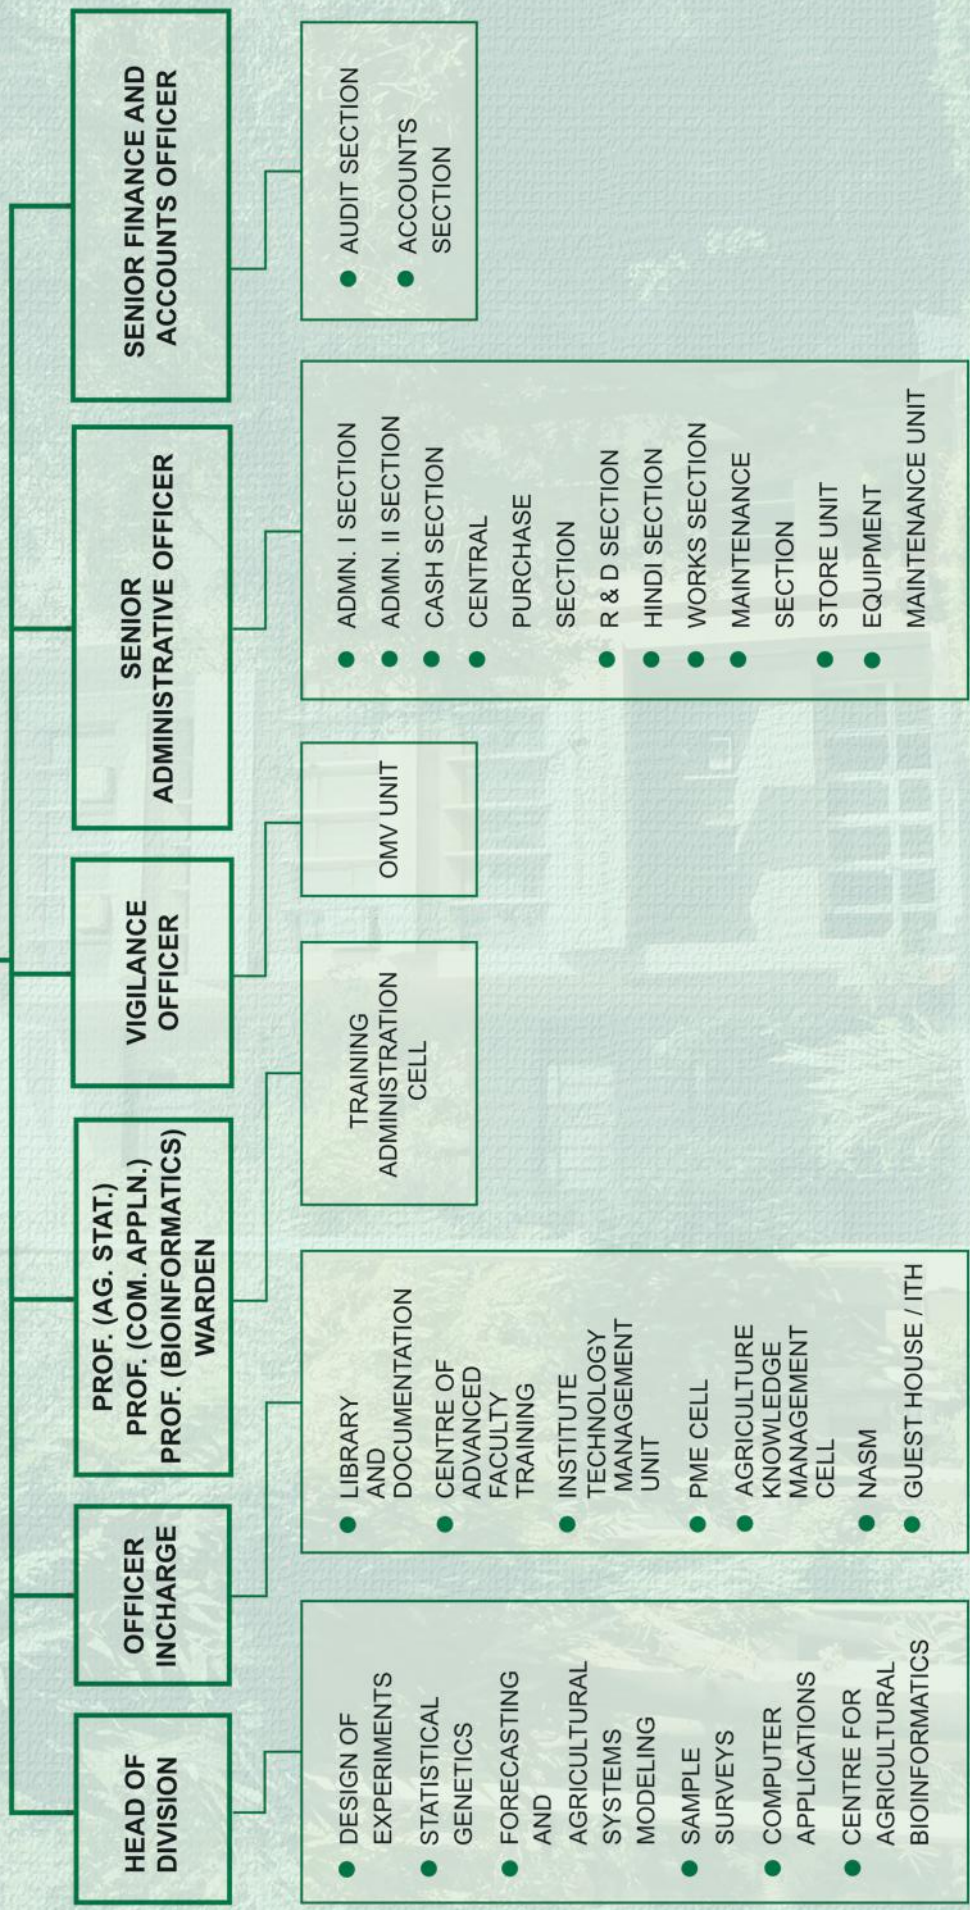 HEAD OF
DIVISION
DESIGN OF
EXPERIMENTS
STATISTICAL
GENETICS
FORECASTING
AND
AGRICULTURAL
SYSTEMS
MODELING
SAMPLE
SURVEYS
COMPUTER
APPLICATIONS
CENTRE FOR
AGRICULTURAL
BIOINFORMATICS
OFFICER
INCHARGE
LIBRARY
AND
DOCUMENTATION
CENTRE OF
ADVANCED
FACULTY
TRAINING
INSTITUTE
TECHNOLOGY
MANAGEMENT
UNIT
PME CELL
AGRICULTURE
KNOWLEDGE
MANAGEMENT
CELL
NASM
GUEST HOUSE / ITH
PROF. (AG. STAT.)
PROF. (COM. APPLN.)
PROF. (BIOINFORMATICS)
WARDEN
TRAINING
ADMINISTRATION
CELL
VIGILANCE
OFFICER
OMV UNIT
SENIOR
ADMINISTRATIVE OFFICER
ADMN. I SECTION
ADMN. II SECTION
CASH SECTION
CENTRAL
PURCHASE
SECTION
R & D SECTION
HINDI SECTION
WORKS SECTION
MAINTENANCE
SECTION
STORE UNIT
EQUIPMENT
MAINTENANCE UNIT
SENIOR FINANCE AND
ACCOUNTS OFFICER
AUDIT SECTION
ACCOUNTS
SECTION